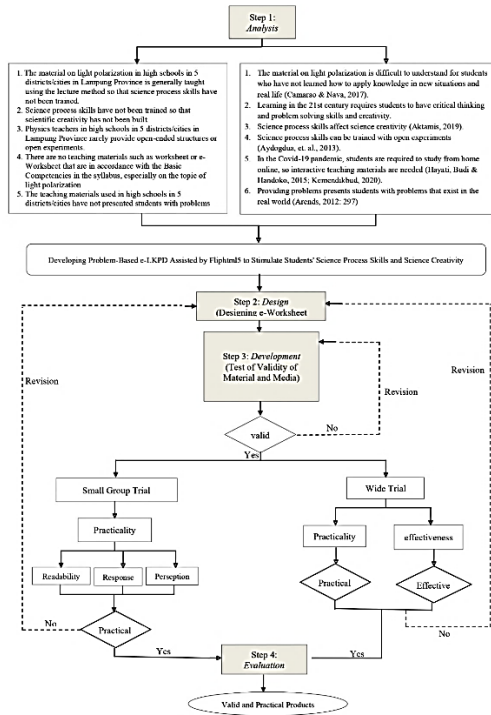 Step 1:
Analysis
1. The material on light polarization in high schools in 5
districts/cities in Lampung Province is generally taught
using the lecture method so that science process skills have
not been trained.
2. Science process skills have not been trained so that
scientific creativity has not been built
3. Physics teachers in high schools in 5 districts/cities in
Lampung Province rarely provide open-ended structures or
open experiments.
4. There are no teaching materials such as worksheet or e-
Worksheet that are in accordance with the Basic
Competencies in the syllabus, especially on the topic of
light polarization
5. The teaching materials used in high schools in 5
districts/cities have not presented students with problems
1. The material on light polarization is difficult to understand for students
who have not learned how to apply knowledge in new situations and
real life (Camarao & Nava, 2017).
2. Learning in the 21st century requires students to have critical thinking
and problem solving skills and creativity.
3. Science process skills affect science creativity (Aktamis, 2019).
4. Science process skills can be trained with open experiments
(Aydogdus, et. al., 2013).
5. In the Covid-19 pandemic, students are required to study from home
online, so interactive teaching materials are needed (Hayati, Budi &
Handoko, 2015; Kemendikbud, 2020).
6. Providing problems presents students with problems that exist in the
real world (Arends, 2012: 297)
Developing Problem-Based e-LKPD Assisted by Fliphtml5 to Stimulate Students' Science Process Skills and Science Creativity
Step 2: Design
(Designing e-Worksheet
Step 3: Development
(Test of Validity of
Material and Media)
Revision
Revision
Revision
valid
No
Yes
Small Group Trial
Wide Trial
Practicality
Practicality
effectiveness
Readability
Response
Perseption
Practical
Effective
No
Practical
No
Yes
Step 4:
Evaluation
Yes
Valid and Practical Products